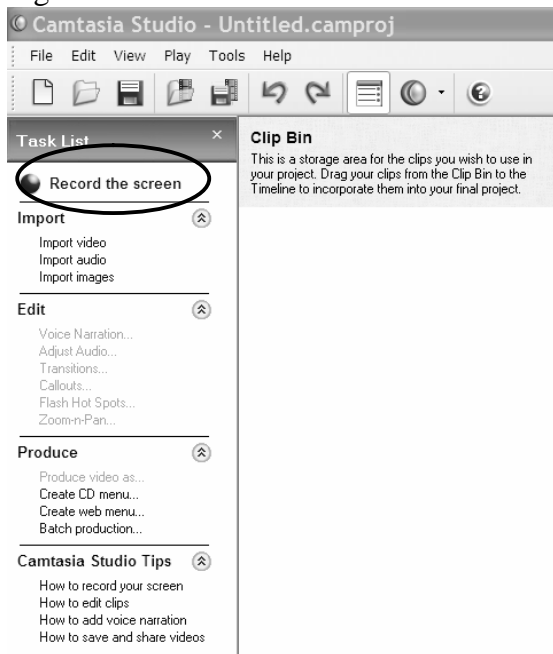 Camtasia Studio - Untitled.camproj
File Edit View Play Tools Help
Task List
Record the screen
Import
Import video
Import audio
Import images
Edit
Voice Narration...
Adjust Audio...
Transitions...
Callouts...
Flash Hot Spots...
Zoom-n-Pan...
Produce
Produce video as...
Create CD menu...
Create web menu...
Batch production...
Camtasia Studio Tips
How to record your screen
How to edit clips
How to add voice narration
How to save and share videos
Clip Bin
This is a storage area for the clips you wish to use in
your project. Drag your clips from the Clip Bin to the
Timeline to incorporate them into your final project.